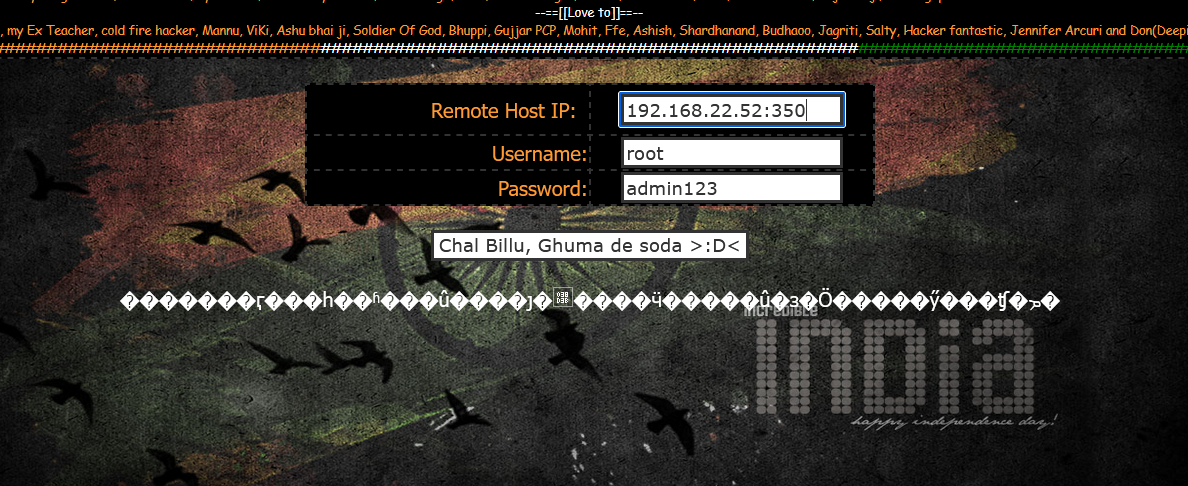 --==[[Love to]]==--
, my Ex Teacher, cold fire hacker, Mannu, ViKi, Ashu bhai ji, Soldier Of God, Bhuppi, Gujjar PCP, Mohit, Ffe, Ashish, Shardhanand, Budhaoo, Jagriti, Salty, Hacker fantastic, Jennifer Arcuri and Don(Deepi
Remote Host IP: 192.168.22.52:350
Username: root
Password: admin123
Chal Billu, Ghuma de soda >:D<
incredible
India
happy independence day!